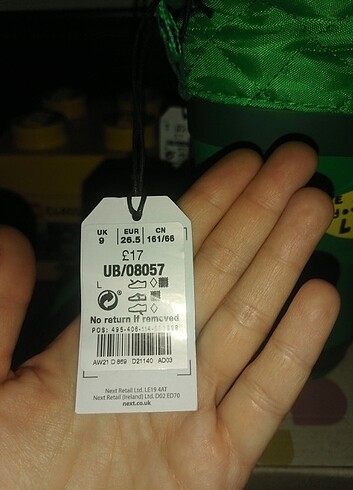 UK EUR CN
9 26.5 161/66
£17
UB/08057
L
No return if removed
AW21 D 869 D21140 AD03
Next Retail Ltd. LE19 4AT
Next Retail (Ireland) Ltd. D02 ED70
next.co.uk